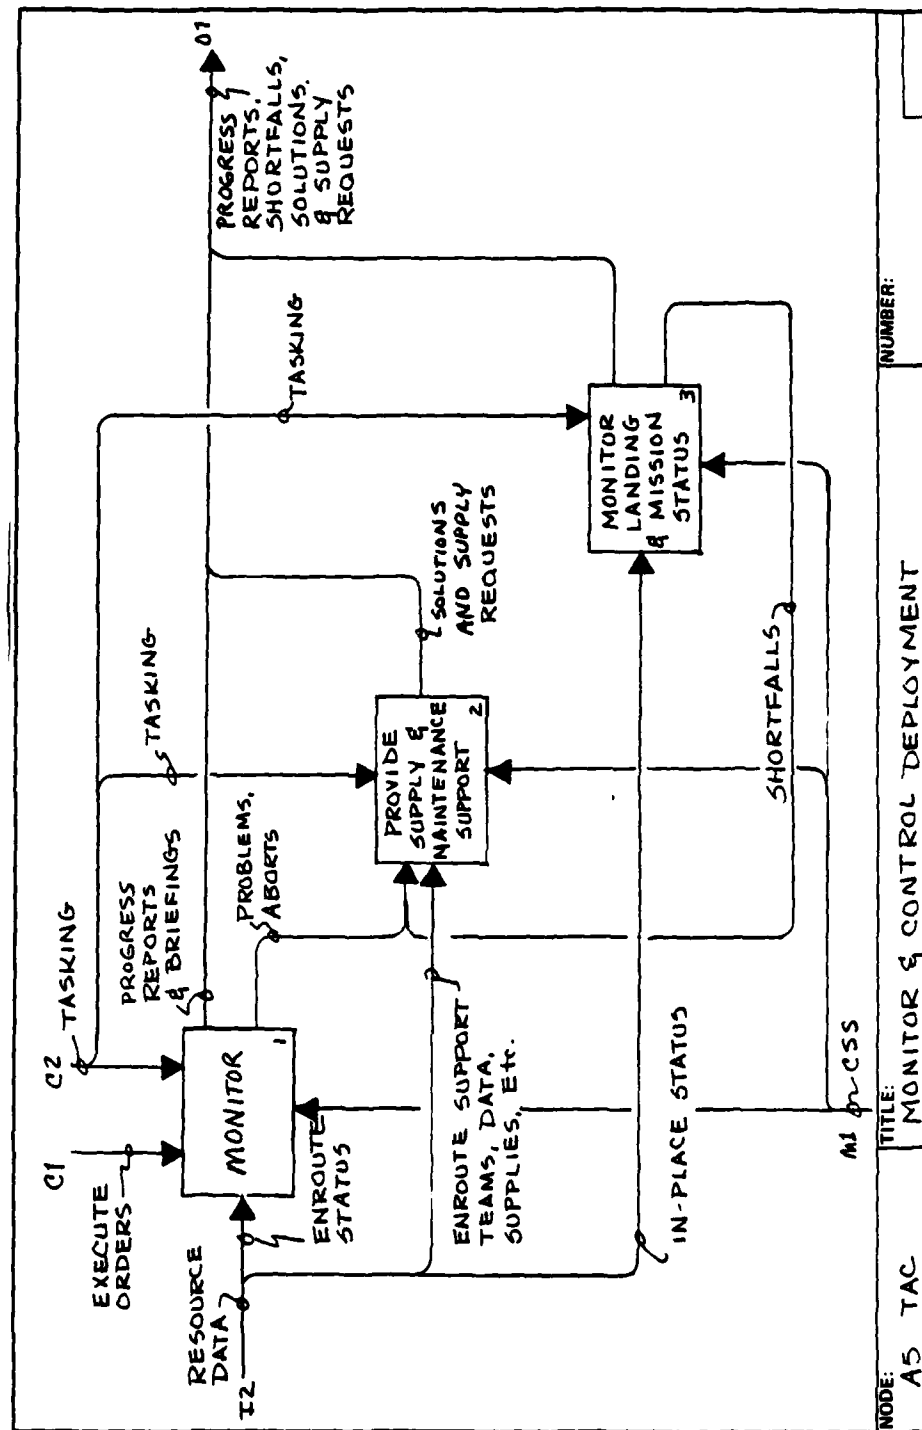 C1
C2
TASKING
EXECUTE
ORDERS
RESOURCE
DATA
I2
ENROUTE
STATUS
MONITOR
1
PROGRESS
REPORTS
& BRIEFINGS
PROBLEMS,
ABORTS
TASKING
TASKING
PROGRESS
REPORTS,
SHORTFALLS,
SOLUTIONS.
& SUPPLY
REQUESTS
O1
PROVIDE
SUPPLY &
MAINTENANCE
SUPPORT
2
SOLUTIONS
AND SUPPLY
REQUESTS
ENROUTE SUPPORT
TEAMS, DATA,
SUPPLIES, Etc.
MONITOR
LANDING
& MISSION
STATUS
3
IN-PLACE STATUS
SHORTFALLS
M1
CSS
NODE:
A5 TAC
TITLE:
MONITOR & CONTROL DEPLOYMENT
NUMBER: